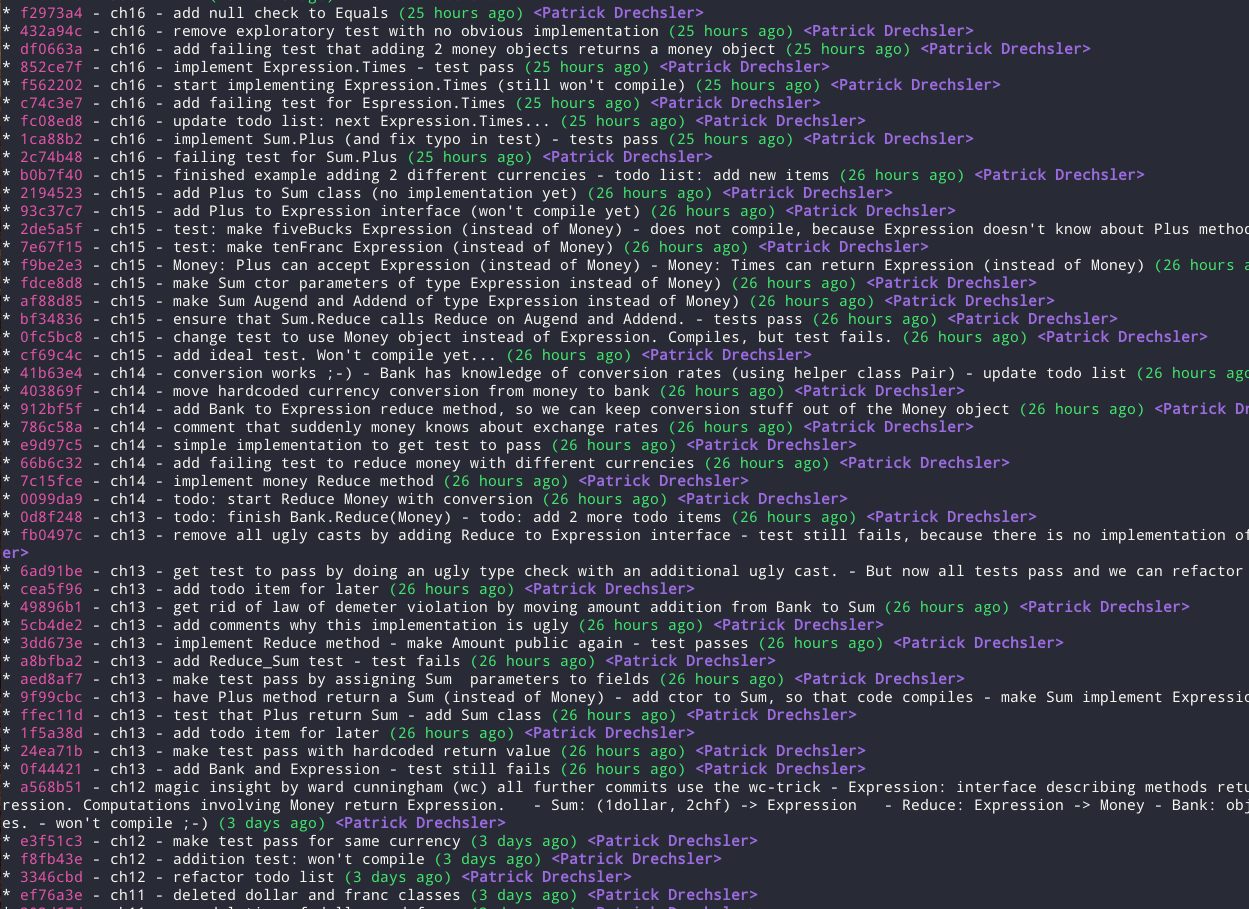 * f2973a4 - ch16 - add null check to Equals (25 hours ago) <Patrick Drechsler>
* 432a94c - ch16 - remove exploratory test with no obvious implementation (25 hours ago) <Patrick Drechsler>
* df0663a - ch16 - add failing test that adding 2 money objects returns a money object (25 hours ago) <Patrick Drechsler>
* 852ce7f - ch16 - implement Expression.Times - test pass (25 hours ago) <Patrick Drechsler>
* f562202 - ch16 - start implementing Expression.Times (still won't compile) (25 hours ago) <Patrick Drechsler>
* c74c3e7 - ch16 - add failing test for Espression.Times (25 hours ago) <Patrick Drechsler>
* fc08ed8 - ch16 - update todo list: next Expression.Times... (25 hours ago) <Patrick Drechsler>
* 1ca88b2 - ch16 - implement Sum.Plus (and fix typo in test) - tests pass (25 hours ago) <Patrick Drechsler>
* 2c74b48 - ch16 - failing test for Sum.Plus (25 hours ago) <Patrick Drechsler>
* b0b7f40 - ch15 - finished example adding 2 different currencies - todo list: add new items (26 hours ago) <Patrick Drechsler>
* 2194523 - ch15 - add Plus to Sum class (no implementation yet) (26 hours ago) <Patrick Drechsler>
* 93c37c7 - ch15 - add Plus to Expression interface (won't compile yet) (26 hours ago) <Patrick Drechsler>
* 2de5a5f - ch15 - test: make fiveBucks Expression (instead of Money) - does not compile, because Expression doesn't know about Plus method
* 7e67f15 - ch15 - test: make tenFranc Expression (instead of Money) (26 hours ago) <Patrick Drechsler>
* f9be2e3 - ch15 - Money: Plus can accept Expression (instead of Money) - Money: Times can return Expression (instead of Money) (26 hours a
* fdce8d8 - ch15 - make Sum ctor parameters of type Expression instead of Money) (26 hours ago) <Patrick Drechsler>
* af88d85 - ch15 - make Sum Augend and Addend of type Expression instead of Money) (26 hours ago) <Patrick Drechsler>
* bf34836 - ch15 - ensure that Sum.Reduce calls Reduce on Augend and Addend. - tests pass (26 hours ago) <Patrick Drechsler>
* 0fc5bc8 - ch15 - change test to use Money object instead of Expression. Compiles, but test fails. (26 hours ago) <Patrick Drechsler>
* cf69c4c - ch15 - add ideal test. Won't compile yet... (26 hours ago) <Patrick Drechsler>
* 41b63e4 - ch14 - conversion works ;-) - Bank has knowledge of conversion rates (using helper class Pair) - update todo list (26 hours ago
* 403869f - ch14 - move hardcoded currency conversion from money to bank (26 hours ago) <Patrick Drechsler>
* 912bf5f - ch14 - add Bank to Expression reduce method, so we can keep conversion stuff out of the Money object (26 hours ago) <Patrick Dr
* 786c58a - ch14 - comment that suddenly money knows about exchange rates (26 hours ago) <Patrick Drechsler>
* e9d97c5 - ch14 - simple implementation to get test to pass (26 hours ago) <Patrick Drechsler>
* 66b6c32 - ch14 - add failing test to reduce money with different currencies (26 hours ago) <Patrick Drechsler>
* 7c15fce - ch14 - implement money Reduce method (26 hours ago) <Patrick Drechsler>
* 0099da9 - ch14 - todo: start Reduce Money with conversion (26 hours ago) <Patrick Drechsler>
* 0d8f248 - ch13 - todo: finish Bank.Reduce(Money) - todo: add 2 more todo items (26 hours ago) <Patrick Drechsler>
* fb0497c - ch13 - remove all ugly casts by adding Reduce to Expression interface - test still fails, because there is no implementation of
er>
* 6ad91be - ch13 - get test to pass by doing an ugly type check with an additional ugly cast. - But now all tests pass and we can refactor
* cea5f96 - ch13 - add todo item for later (26 hours ago) <Patrick Drechsler>
* 49896b1 - ch13 - get rid of law of demeter violation by moving amount addition from Bank to Sum (26 hours ago) <Patrick Drechsler>
* 5cb4de2 - ch13 - add comments why this implementation is ugly (26 hours ago) <Patrick Drechsler>
* 3dd673e - ch13 - implement Reduce method - make Amount public again - test passes (26 hours ago) <Patrick Drechsler>
* a8bfba2 - ch13 - add Reduce_Sum test - test fails (26 hours ago) <Patrick Drechsler>
* aed8af7 - ch13 - make test pass by assigning Sum  parameters to fields (26 hours ago) <Patrick Drechsler>
* 9f99cbc - ch13 - have Plus method return a Sum (instead of Money) - add ctor to Sum, so that code compiles - make Sum implement Expressio
* ffec11d - ch13 - test that Plus return Sum - add Sum class (26 hours ago) <Patrick Drechsler>
* 1f5a38d - ch13 - add todo item for later (26 hours ago) <Patrick Drechsler>
* 24ea71b - ch13 - make test pass with hardcoded return value (26 hours ago) <Patrick Drechsler>
* 0f44421 - ch13 - add Bank and Expression - test still fails (26 hours ago) <Patrick Drechsler>
* a568b51 - ch12 magic insight by ward cunningham (wc) all further commits use the wc-trick - Expression: interface describing methods retu
ression. Computations involving Money return Expression.   - Sum: (1dollar, 2chf) -> Expression   - Reduce: Expression -> Money - Bank: obj
es. - won't compile ;-) (3 days ago) <Patrick Drechsler>
* e3f51c3 - ch12 - make test pass for same currency (3 days ago) <Patrick Drechsler>
* f8fb43e - ch12 - addition test: won't compile (3 days ago) <Patrick Drechsler>
* 3346cbd - ch12 - refactor todo list (3 days ago) <Patrick Drechsler>
* ef76a3e - ch11 - deleted dollar and franc classes (3 days ago) <Patrick Drechsler>